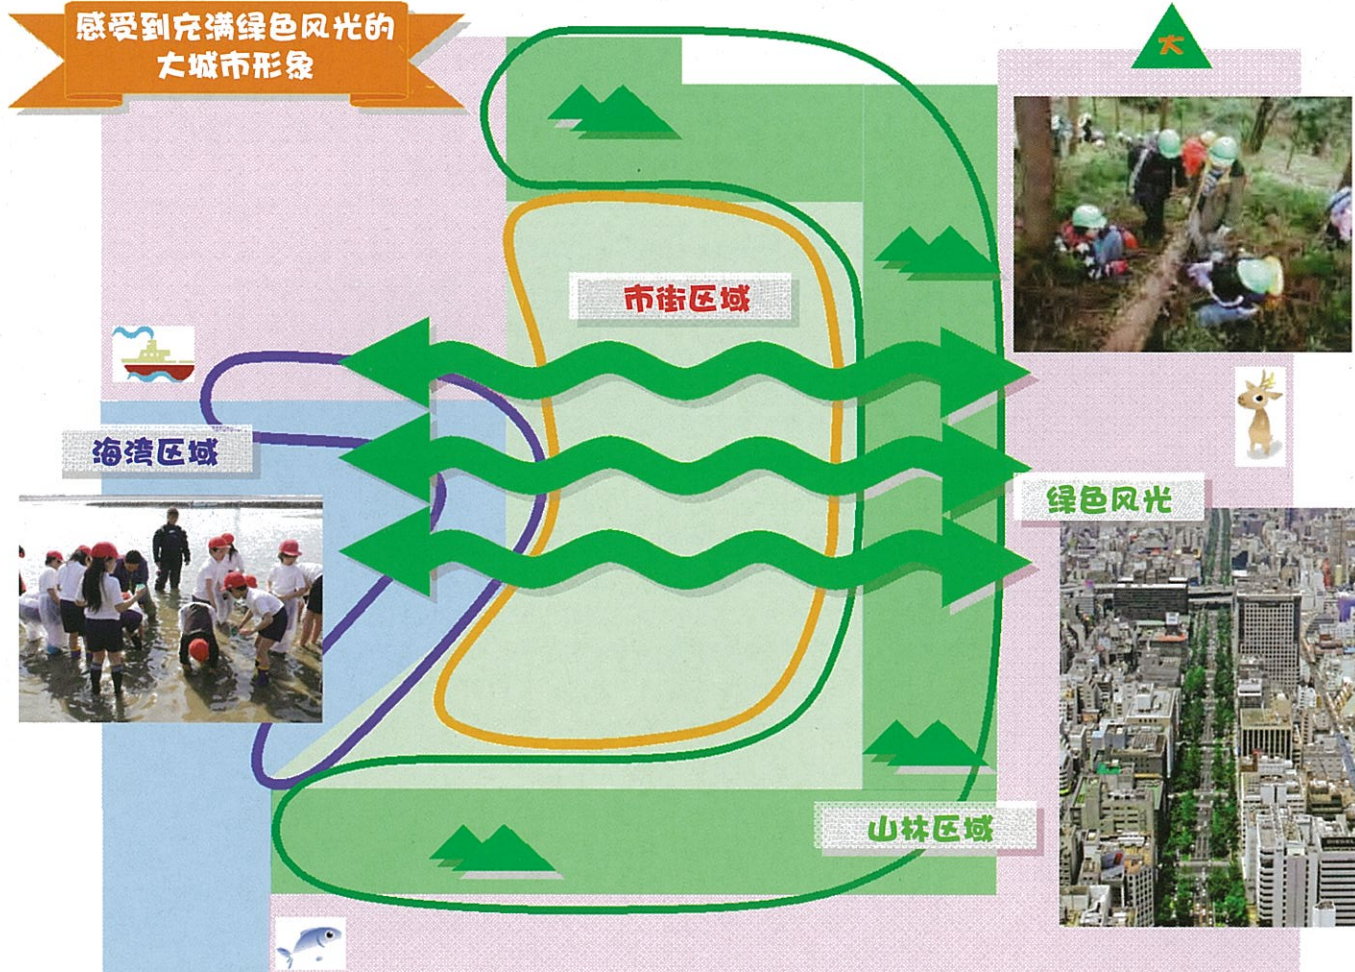 感受到充满绿色风光的
大城市形象
大
市街区域
海湾区域
绿色风光
山林区域